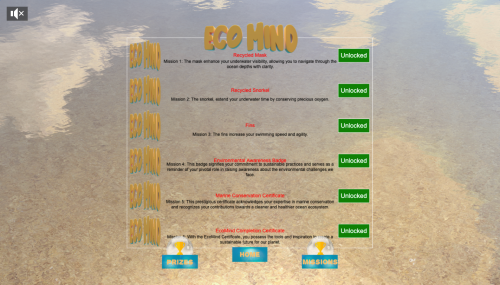 ECO MIND
ECO MIND
Recycled Mask
Unlocked
Mission 1: The mask enhance your underwater visibility, allowing you to navigate through the
ocean depths with clarity.
ECO MIND
Recycled Snorkel
Unlocked
Mission 2: The snorkel, extend your underwater time by conserving precious oxygen.
ECO MIND
Fins
Unlocked
Mission 3: The fins increase your swimming speed and agility.
ECO MIND
Environmental Awareness Badge
Unlocked
Mission 4: This badge signifies your commitment to sustainable practices and serves as a
reminder of your pivotal role in raising awareness about the environmental challenges we
face.
ECO MIND
Marine Conservation Certificate
Unlocked
Mission 5: This prestigious certificate acknowledges your expertise in marine conservation
and recognizes your contributions towards a cleaner and healthier ocean ecosystem.
ECO MIND
EcoMind Completion Certificate
Unlocked
With the EcoMind Certificate, you possess the tools and inspiration to
sustainable future for our planet.
PRIZES
HOME
MISSIONS